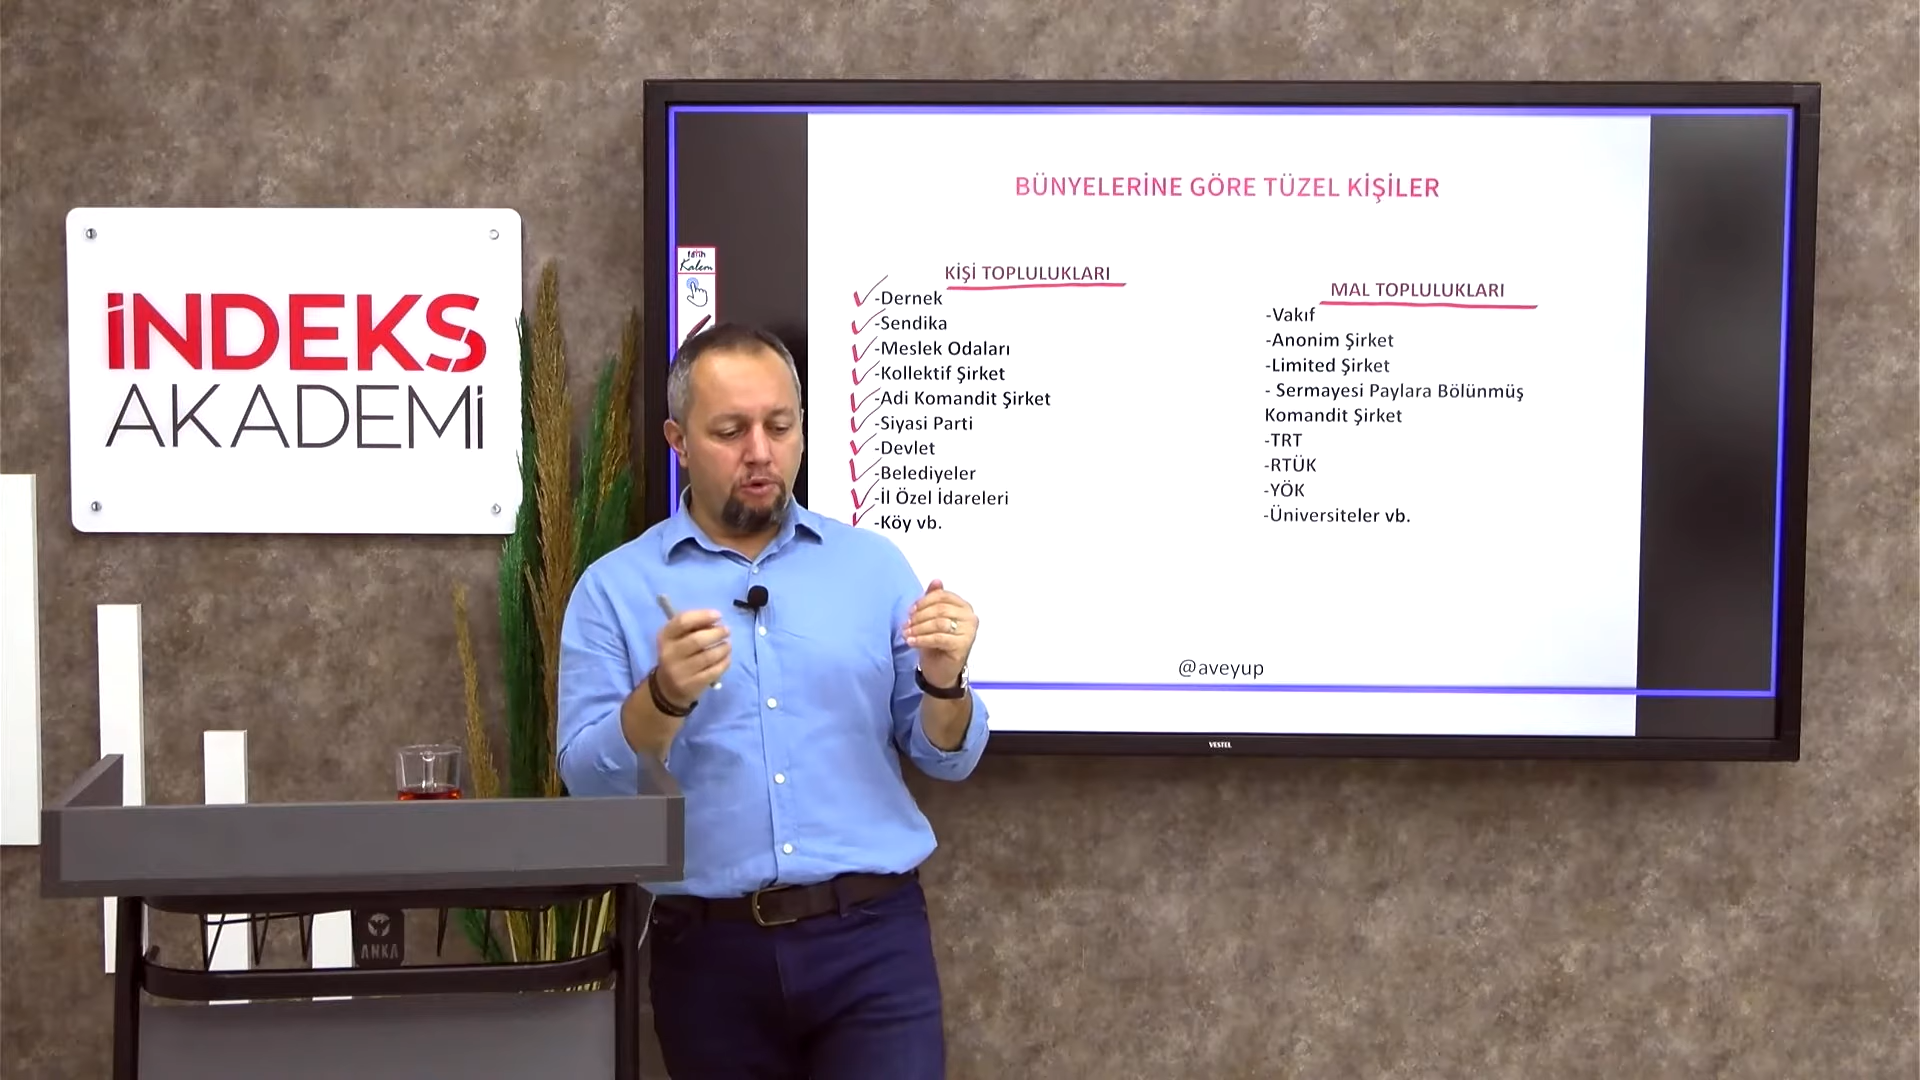 İNDEKS
AKADEMİ
BÜNYELERİNE GÖRE TÜZEL KİŞİLER
KİŞİ TOPLULUKLARI
-Dernek
-Sendika
-Meslek Odaları
-Kollektif Şirket
-Adi Komandit Şirket
-Siyasi Parti
-Devlet
-Belediyeler
-İl Özel İdareleri
-Köy vb.
MAL TOPLULUKLARI
-Vakıf
-Anonim Şirket
-Limited Şirket
- Sermayesi Paylara Bölünmüş
Komandit Şirket
-TRT
-RTÜK
-YÖK
-Üniversiteler vb.
@aveyup
Kalem
VESTEL
ANKA